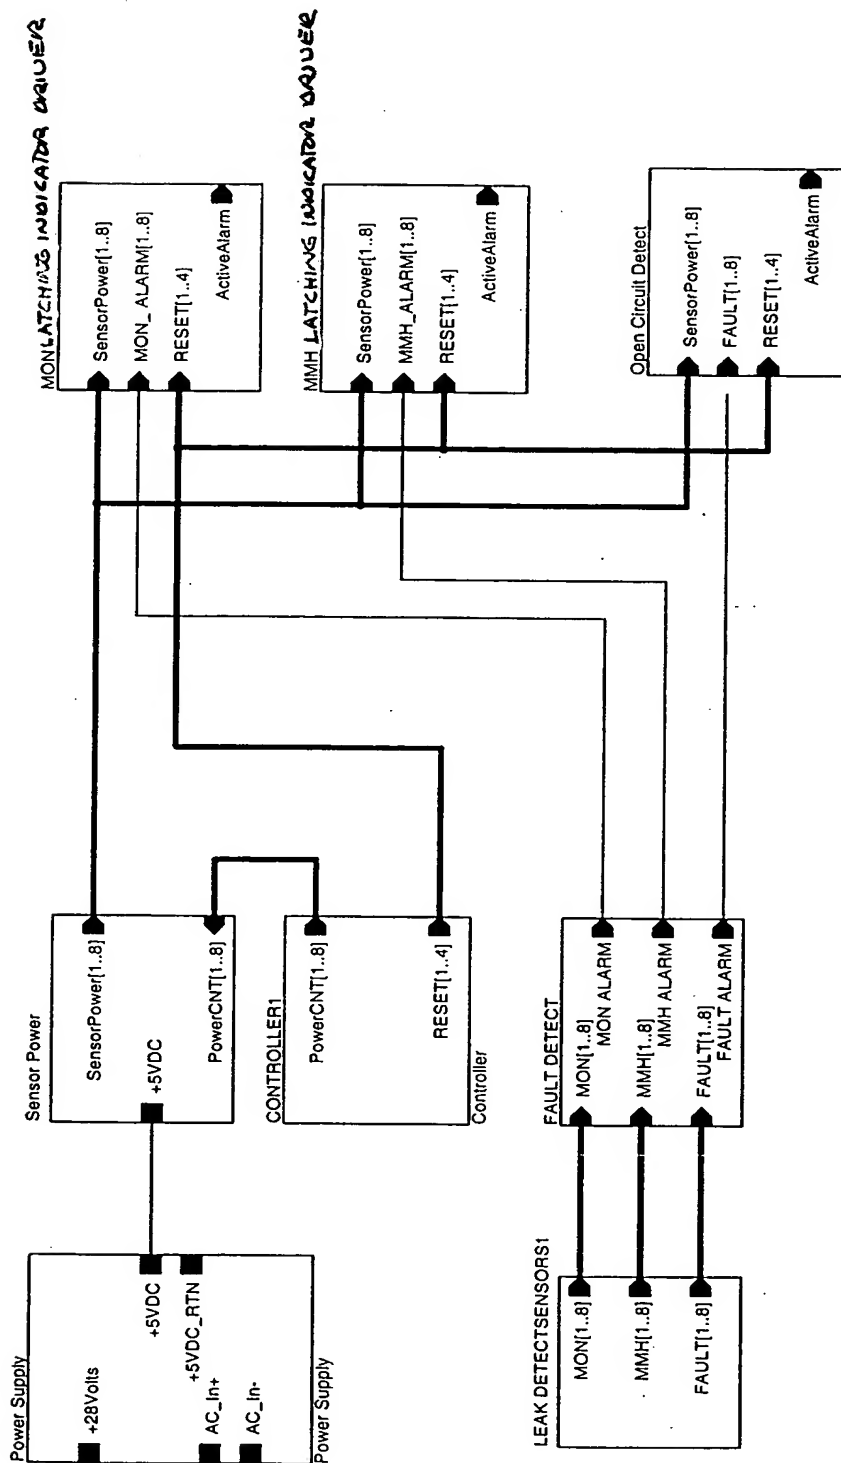 Power Supply
+28Volts
+5VDC
+5VDC_RTN
AC_In+
AC_In-
Power Supply
Sensor Power
SensorPower[1..8]
+5VDC
PowerCNT[1..8]
CONTROLLER1
PowerCNT[1..8]
RESET[1..4]
Controller
MON LATCHING INDICATOR DRIVER
SensorPower[1..8]
MON_ALARM[1..8]
RESET[1..4]
ActiveAlarm
MMH LATCHING INDICATOR DRIVER
SensorPower[1..8]
MMH_ALARM[1..8]
RESET[1..4]
ActiveAlarm
Open Circuit Detect
SensorPower[1..8]
FAULT[1..8]
RESET[1..4]
ActiveAlarm
LEAK DETECTSENSORS1
MON[1..8]
MMH[1..8]
FAULT[1..8]
FAULT DETECT
MON[1..8]
MON ALARM
MMH[1..8]
MMH ALARM
FAULT[1..8]
FAULT ALARM